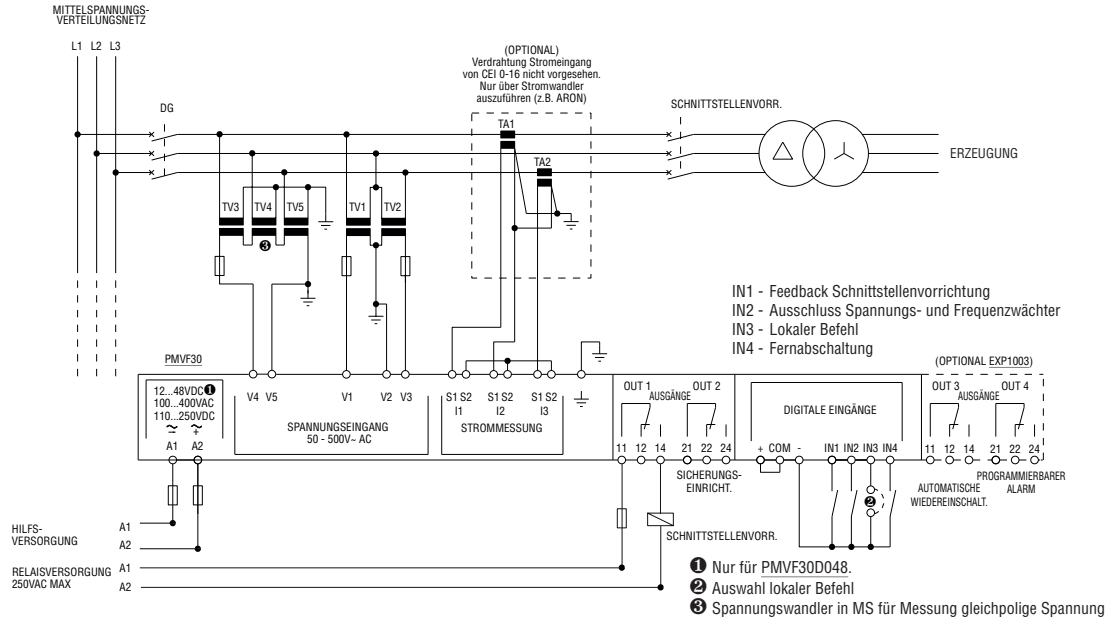 MITTELSPANNUNGS-
VERTEILUNGSNETZ
L1 L2 L3
DG
(OPTIONAL)
Verdrahtung Stromeingang
von CEI 0-16 nicht vorgesehen.
Nur über Stromwandler
auszuführen (z.B. ARON)
TA1
TA2
SCHNITTSTELLENVORR.
ERZEUGUNG
TV3 TV4 TV5 TV1 TV2
❸
IN1 - Feedback Schnittstellenvorrichtung
IN2 - Ausschluss Spannungs- und Frequenzwächter
IN3 - Lokaler Befehl
IN4 - Fernabschaltung
PMVF30
12...48VDC❶
100...400VAC
110...250VDC
~ ~
– +
A1 A2
V4 V5 V1 V2 V3
SPANNUNGSEINGANG
50 - 500V~ AC
S1 S2 S1 S2 S1 S2
I1 I2 I3
STROMMESSUNG
OUT 1 OUT 2
AUSGÄNGE
11 12 14 21 22 24
SICHERUNGS-
EINRICHT.
DIGITALE EINGÄNGE
+ COM - IN1 IN2 IN3 IN4
❷
(OPTIONAL EXP1003)
OUT 3 OUT 4
AUSGÄNGE
11 12 14 21 22 24
AUTOMATISCHE
WIEDEREINSCHALT.
PROGRAMMIERBARER
ALARM
HILFS-
VERSORGUNG
A1
A2
RELAISVERSORGUNG
250VAC MAX
A1
A2
SCHNITTSTELLENVORR.
❶ Nur für PMVF30D048.
❷ Auswahl lokaler Befehl
❸ Spannungswandler in MS für Messung gleichpolige Spannung